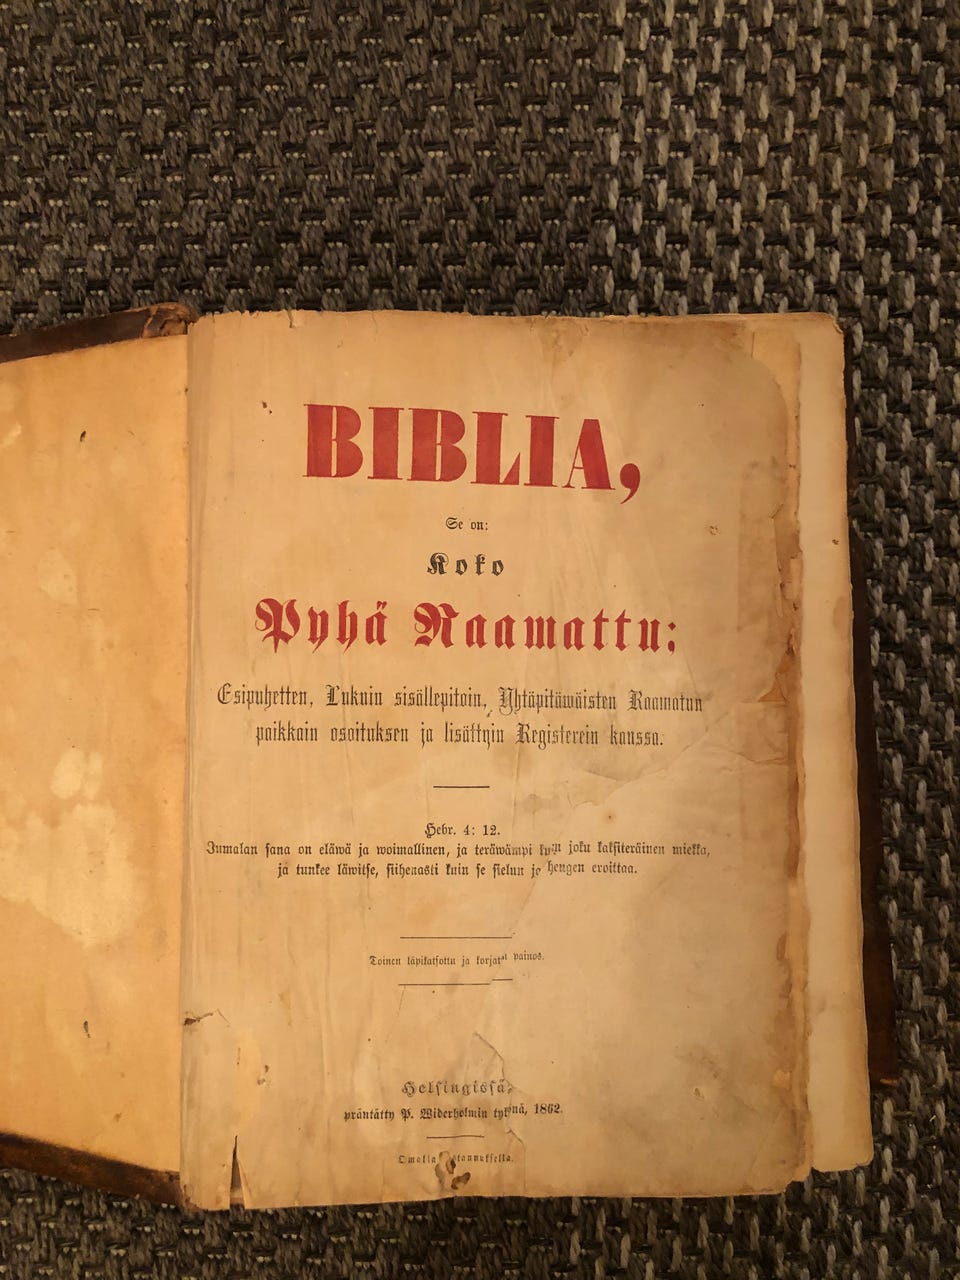 BIBLIA,
Se on:
Koko
Pyhä Raamattu;
Esipuhetten, Lukuin sisällepitoin, Yhtäpitäwäisten Raamatun
paikkain osoituksen ja lisättyin Registerein kanssa.
Hebr. 4: 12.
Jumalan sana on eläwä ja woimallinen, ja teräwämpi kuin joku kaksiteräinen miekka,
ja tunkee läwitse, siihenasti kuin se sielun ja hengen eroittaa.
Toinen läpikatsottu ja korjattu painos.
Helsingissä,
präntätty P. Widerholmin tykönä, 1862.
Omalla